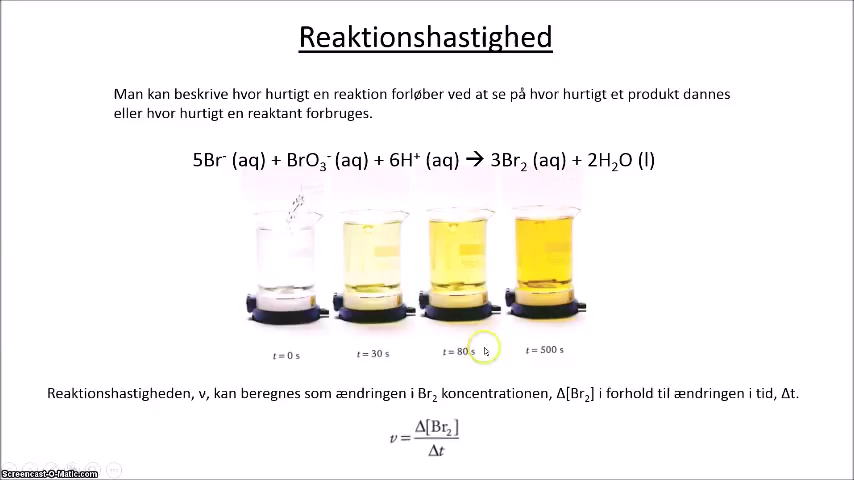 Reaktionshastighed
Man kan beskrive hvor hurtigt en reaktion forløber ved at se på hvor hurtigt et produkt dannes
eller hvor hurtigt en reaktant forbruges.
5Br⁻ (aq) + BrO₃⁻ (aq) + 6H⁺ (aq) → 3Br₂ (aq) + 2H₂O (l)
t = 0 s t = 30 s t = 80 s t = 500 s
Reaktionshastigheden, v, kan beregnes som ændringen i Br₂ koncentrationen, Δ[Br₂] i forhold til ændringen i tid, Δt.
v = Δ[Br₂] / Δt
Screencast-O-Matic.com